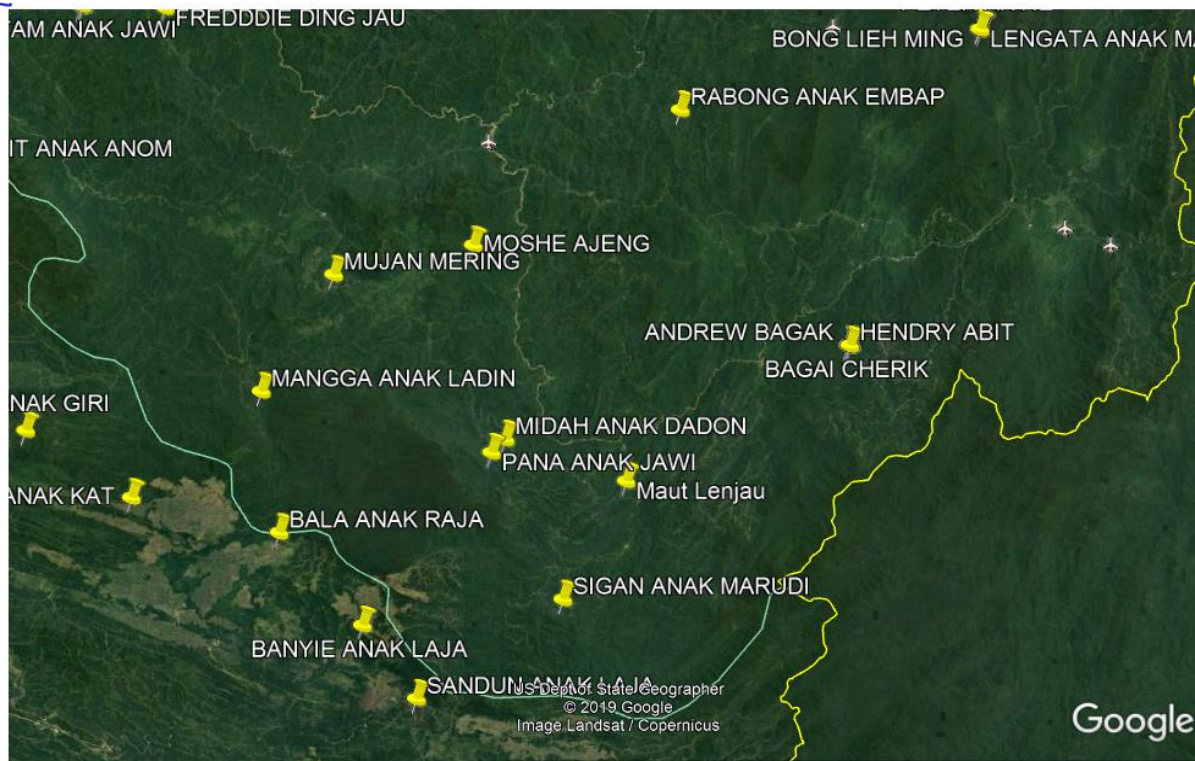 FREDDDIE DING JAU
AM ANAK JAWI
BONG LIEH MING
LENGATA ANAK MA
RABONG ANAK EMBAP
IT ANAK ANOM
MOSHE AJENG
MUJAN MERING
ANDREW BAGAK
HENDRY ABIT
BAGAI CHERIK
MANGGA ANAK LADIN
NAK GIRI
MIDAH ANAK DADON
PANA ANAK JAWI
Maut Lenjau
ANAK KAT
BALA ANAK RAJA
SIGAN ANAK MARUDI
BANYIE ANAK LAJA
SANDUN ANAK LAJA
US Dept of State Geographer
© 2019 Google
Image Landsat / Copernicus
Google